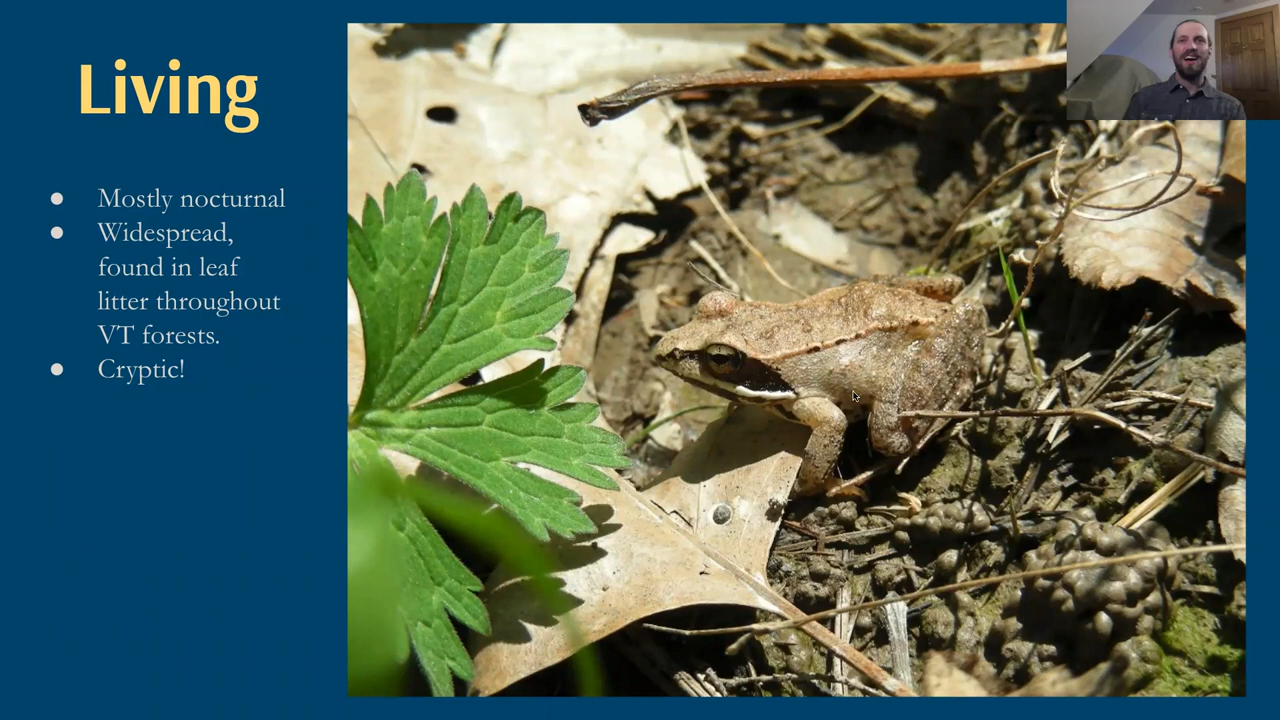 Living
● Mostly nocturnal
● Widespread,
found in leaf
litter throughout
VT forests.
● Cryptic!